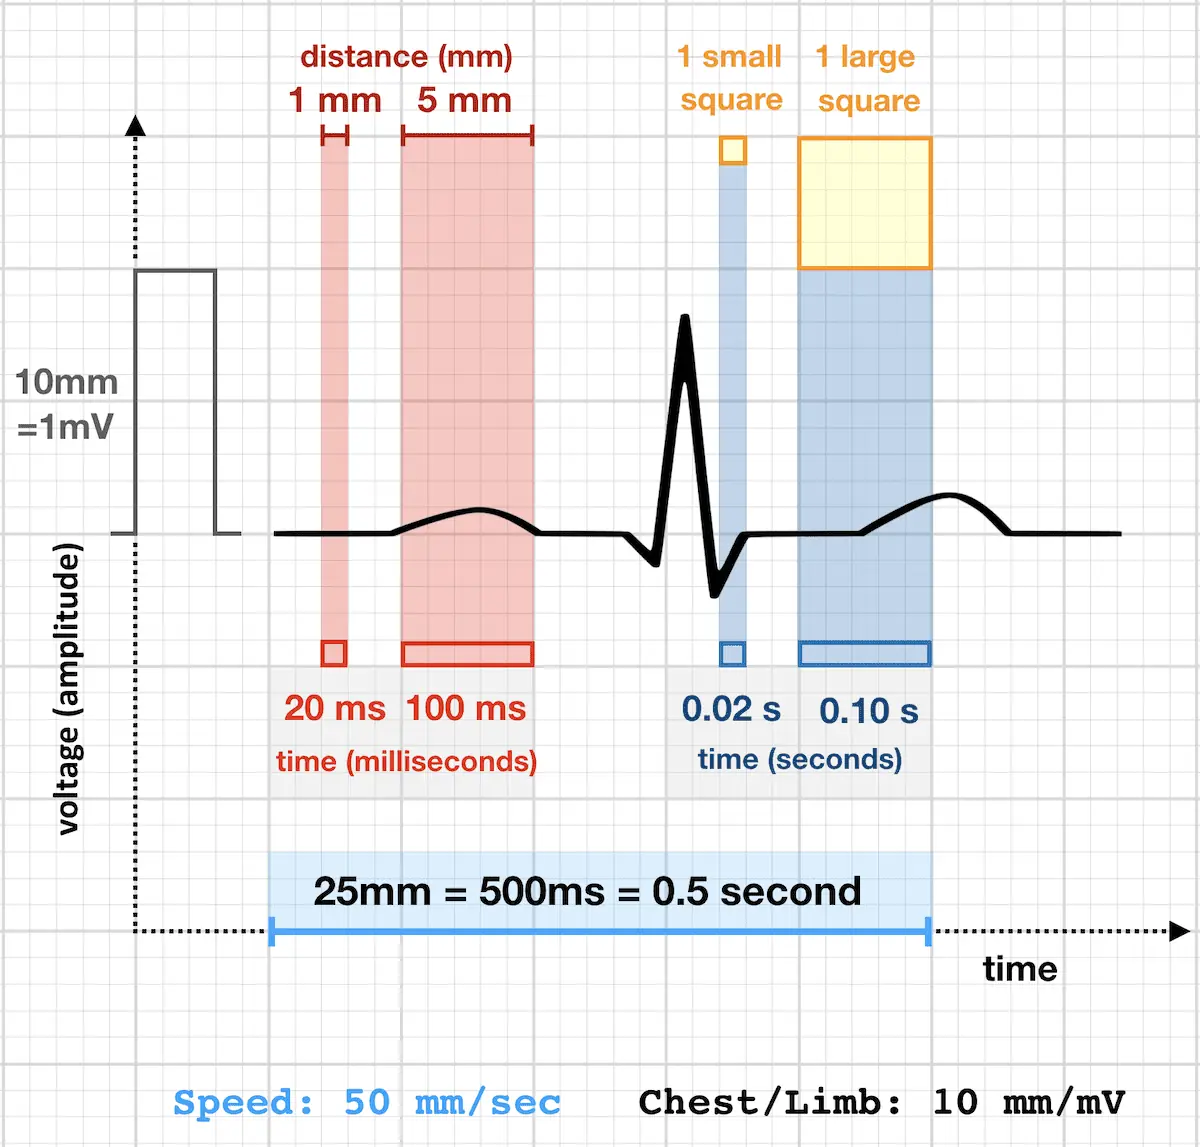 distance (mm)
1 mm
5 mm
1 small
square
1 large
square
10mm
=1mV
voltage (amplitude)
20 ms
100 ms
time (milliseconds)
0.02 s
0.10 s
time (seconds)
25mm = 500ms = 0.5 second
time
Speed: 50 mm/sec
Chest/Limb: 10 mm/mV